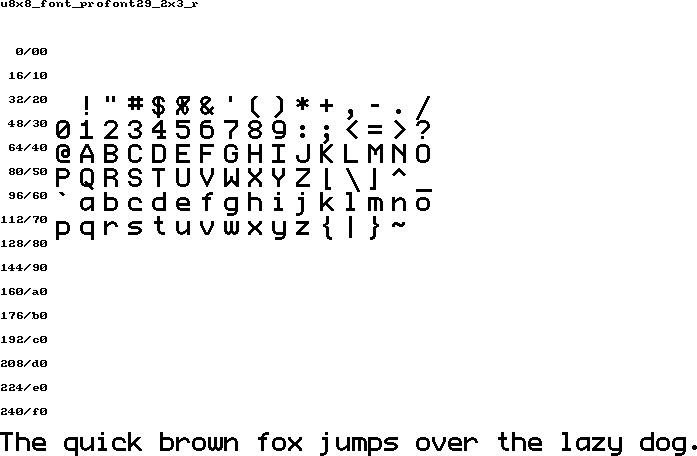 u8x8_font_profont29_2x3_r
0/00
16/10
32/20 ! " # $ % & ' ( ) * + , - . /
48/30 0 1 2 3 4 5 6 7 8 9 : ; < = > ?
64/40 @ A B C D E F G H I J K L M N O
80/50 P Q R S T U V W X Y Z [ \ ] ^ _
96/60 ` a b c d e f g h i j k l m n o
112/70 p q r s t u v w x y z { | } ~
128/80
144/90
160/a0
176/b0
192/c0
208/d0
224/e0
240/f0
The quick brown fox jumps over the lazy dog.